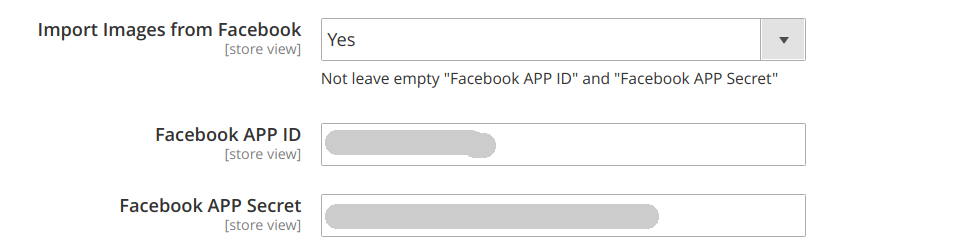 Import Images from Facebook
[store view]
Yes
Not leave empty "Facebook APP ID" and "Facebook APP Secret"
Facebook APP ID
[store view]
Facebook APP Secret
[store view]